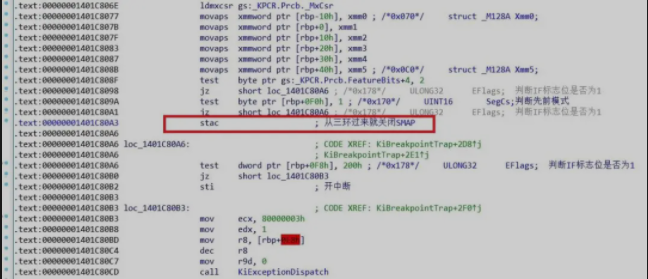 .text:00000001401C806E ldmxcsr gs:_KPCR.Prcb._MxCsr
.text:00000001401C8077 movaps xmmword ptr [rbp-10h], xmm0 ; /*0x070*/ struct _M128A Xmm0;
.text:00000001401C807B movaps xmmword ptr [rbp+0], xmm1
.text:00000001401C807F movaps xmmword ptr [rbp+10h], xmm2
.text:00000001401C8083 movaps xmmword ptr [rbp+20h], xmm3
.text:00000001401C8087 movaps xmmword ptr [rbp+30h], xmm4
.text:00000001401C808B movaps xmmword ptr [rbp+40h], xmm5 ; /*0x0C0*/ struct _M128A Xmm5;
.text:00000001401C808F test byte ptr gs:_KPCR.Prcb.FeatureBits+4, 2
.text:00000001401C8098 jz short loc_1401C80A6 ; /*0x178*/ ULONG32 EFlags; 判断IF标志位是否为1
.text:00000001401C809A test byte ptr [rbp+0F0h], 1 ; /*0x170*/ UINT16 SegCs;判断先前模式
.text:00000001401C80A1 jz short loc_1401C80A6 ; /*0x178*/ ULONG32 EFlags; 判断IF标志位是否为1
.text:00000001401C80A3 stac ; 从三环过来就关闭SMAP
.text:00000001401C80A6
.text:00000001401C80A6 loc_1401C80A6: ; CODE XREF: KiBreakpointTrap+2D8↑j
.text:00000001401C80A6 ; KiBreakpointTrap+2E1↑j
.text:00000001401C80A6 test dword ptr [rbp+0F8h], 200h ; /*0x178*/ ULONG32 EFlags; 判断IF标志位是否为1
.text:00000001401C80B0 jz short loc_1401C80B3
.text:00000001401C80B2 sti ; 开中断
.text:00000001401C80B3
.text:00000001401C80B3 loc_1401C80B3: ; CODE XREF: KiBreakpointTrap+2F0↑j
.text:00000001401C80B3 mov ecx, 80000003h
.text:00000001401C80B8 mov edx, 1
.text:00000001401C80BD mov r8, [rbp+
.text:00000001401C80C4 dec r8
.text:00000001401C80C7 mov r9d, 0
.text:00000001401C80CD call KiExceptionDispatch